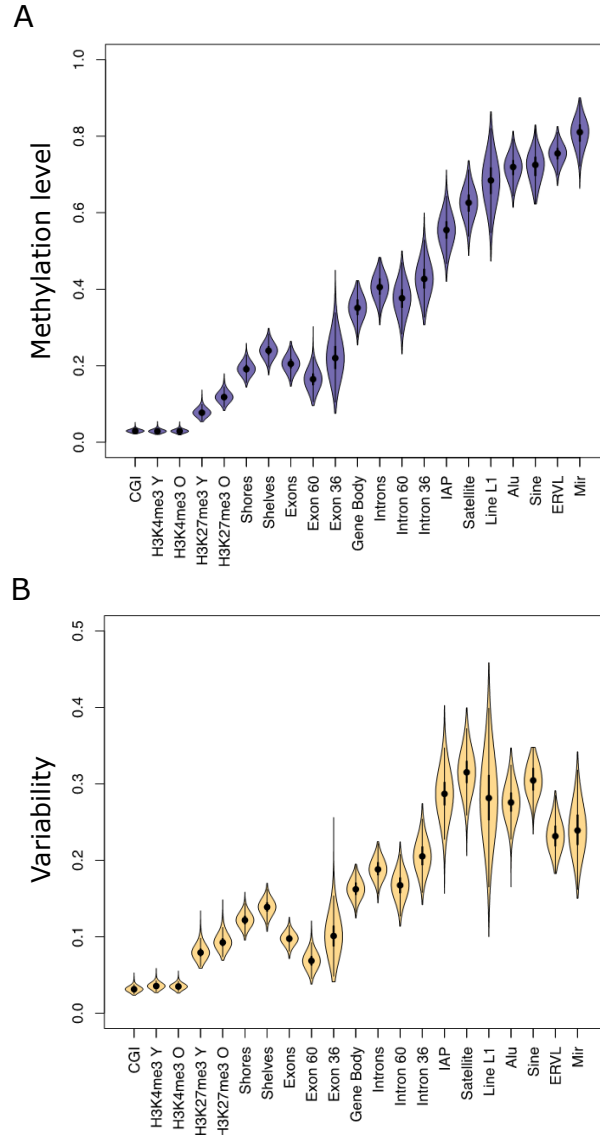 A
Methylation level
1.0
0.8
0.6
0.4
0.2
0.0
CGI
H3K4me3 Y
H3K4me3 O
H3K27me3 Y
H3K27me3 O
Shores
Shelves
Exons
Exon 60
Exon 36
Gene Body
Introns
Intron 60
Intron 36
IAP
Satellite
Line L1
Alu
Sine
ERVL
Mir
B
Variability
0.5
0.4
0.3
0.2
0.1
0.0
CGI
H3K4me3 Y
H3K4me3 O
H3K27me3 Y
H3K27me3 O
Shores
Shelves
Exons
Exon 60
Exon 36
Gene Body
Introns
Intron 60
Intron 36
IAP
Satellite
Line L1
Alu
Sine
ERVL
Mir